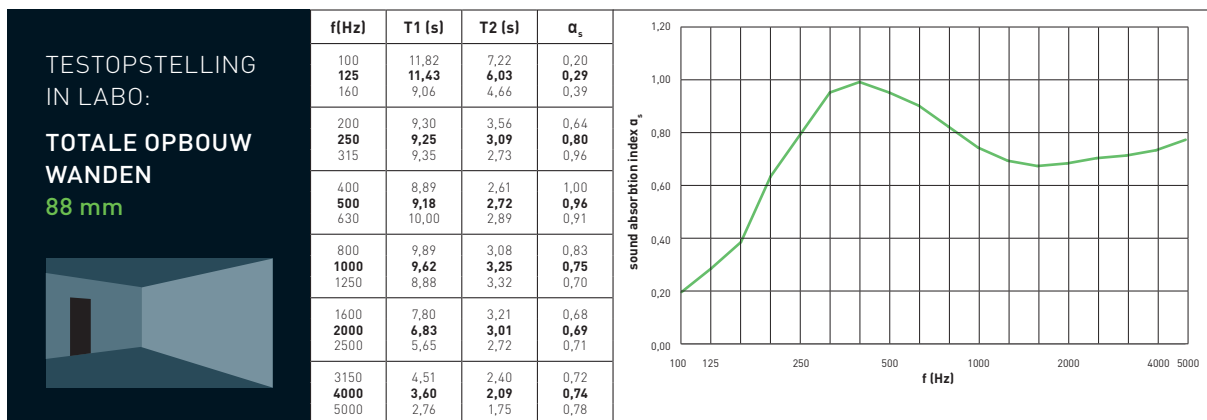 TESTOPSTELLING
IN LABO:
TOTALE OPBOUW
WANDEN
88 mm
f(Hz) T1 (s) T2 (s) αs
100 11,82 7,22 0,20
125 11,43 6,03 0,29
160 9,06 4,66 0,39
200 9,30 3,56 0,64
250 9,25 3,09 0,80
315 9,35 2,73 0,96
400 8,89 2,61 1,00
500 9,18 2,72 0,96
630 10,00 2,89 0,91
800 9,89 3,08 0,83
1000 9,62 3,25 0,75
1250 8,88 3,32 0,70
1600 7,80 3,21 0,68
2000 6,83 3,01 0,69
2500 5,65 2,72 0,71
3150 4,51 2,40 0,72
4000 3,60 2,09 0,74
5000 2,76 1,75 0,78
sound absorbtion index αs
1,20
1,00
0,80
0,60
0,40
0,20
0,00
100 125 250 500 1000 2000 4000 5000
f (Hz)